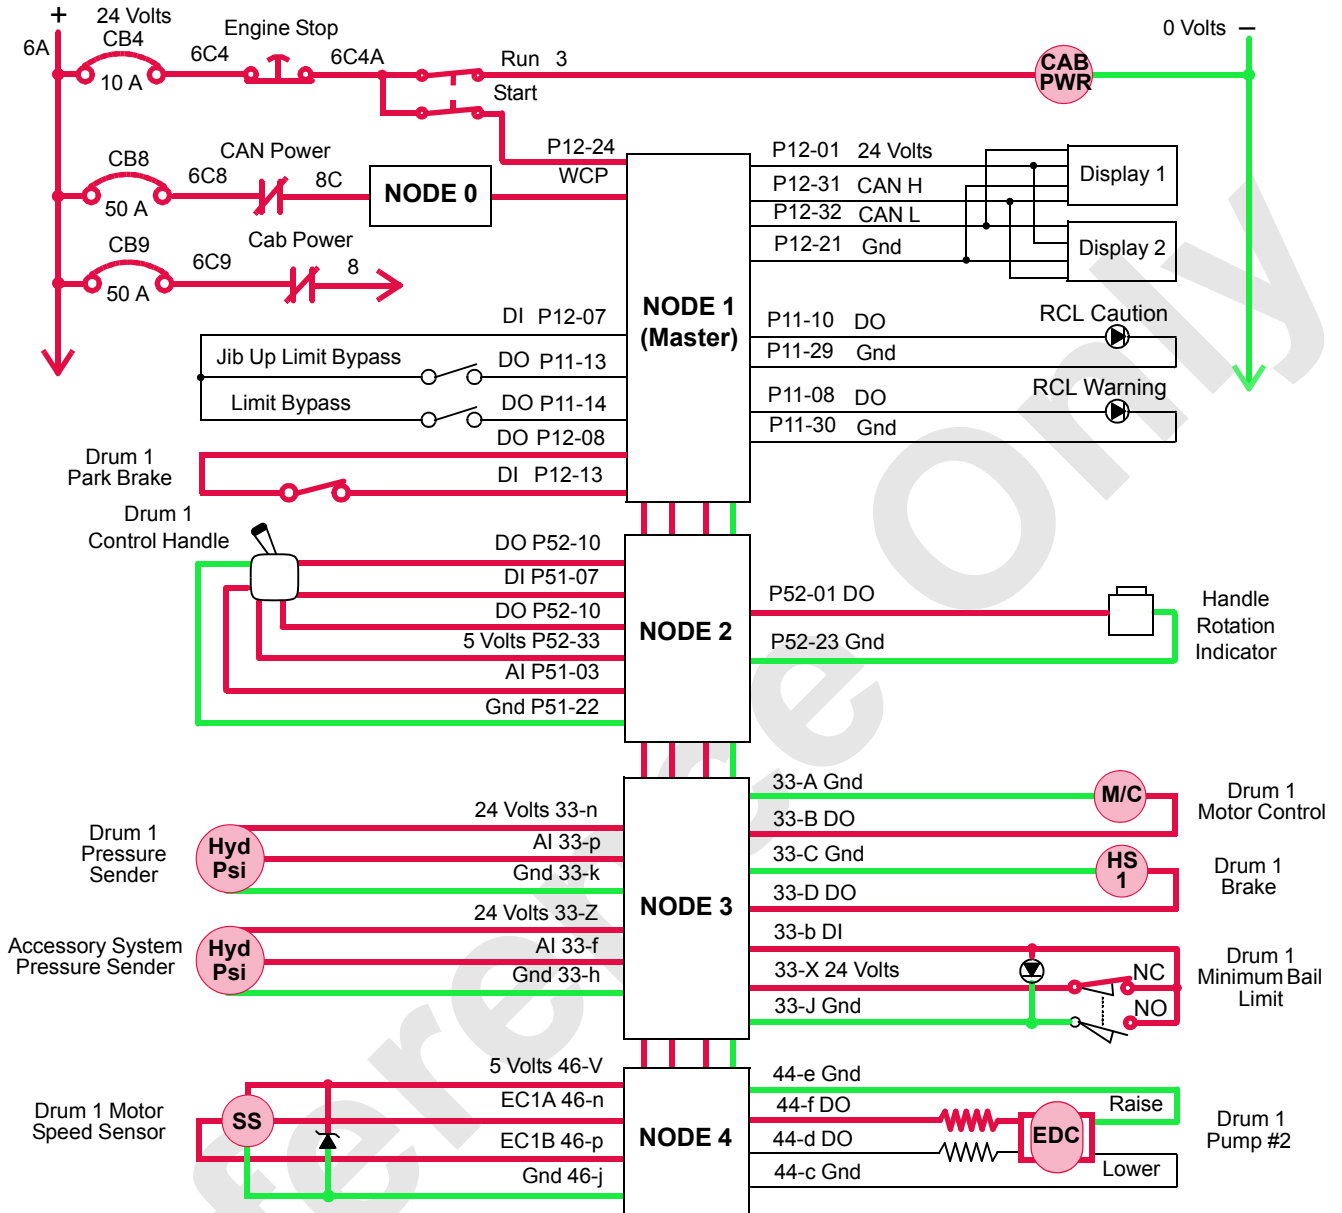 + 24 Volts
0 Volts −
6A
CB4
10 A
6C4
Engine Stop
6C4A
Run 3
Start
CAB
PWR
CB8
50 A
6C8
CAN Power
8C
NODE 0
P12-24
WCP
CB9
50 A
6C9
Cab Power
8
NODE 1
(Master)
P12-01 24 Volts
P12-31 CAN H
P12-32 CAN L
P12-21 Gnd
Display 1
Display 2
DI P12-07
Jib Up Limit Bypass
DO P11-13
Limit Bypass
DO P11-14
DO P12-08
DI P12-13
Drum 1
Park Brake
P11-10 DO
P11-29 Gnd
RCL Caution
P11-08 DO
P11-30 Gnd
RCL Warning
Drum 1
Control Handle
DO P52-10
DI P51-07
DO P52-10
5 Volts P52-33
AI P51-03
Gnd P51-22
NODE 2
P52-01 DO
P52-23 Gnd
Handle
Rotation
Indicator
Drum 1
Pressure
Sender
Hyd
Psi
24 Volts 33-n
AI 33-p
Gnd 33-k
Accessory System
Pressure Sender
Hyd
Psi
24 Volts 33-Z
AI 33-f
Gnd 33-h
NODE 3
33-A Gnd
33-B DO
M/C
Drum 1
Motor Control
33-C Gnd
33-D DO
HS
1
Drum 1
Brake
33-b DI
33-X 24 Volts
33-J Gnd
NC
NO
Drum 1
Minimum Bail
Limit
Drum 1 Motor
Speed Sensor
SS
5 Volts 46-V
EC1A 46-n
EC1B 46-p
Gnd 46-j
NODE 4
44-e Gnd
44-f DO
44-d DO
44-c Gnd
Raise
EDC
Lower
Drum 1
Pump #2
ference Only